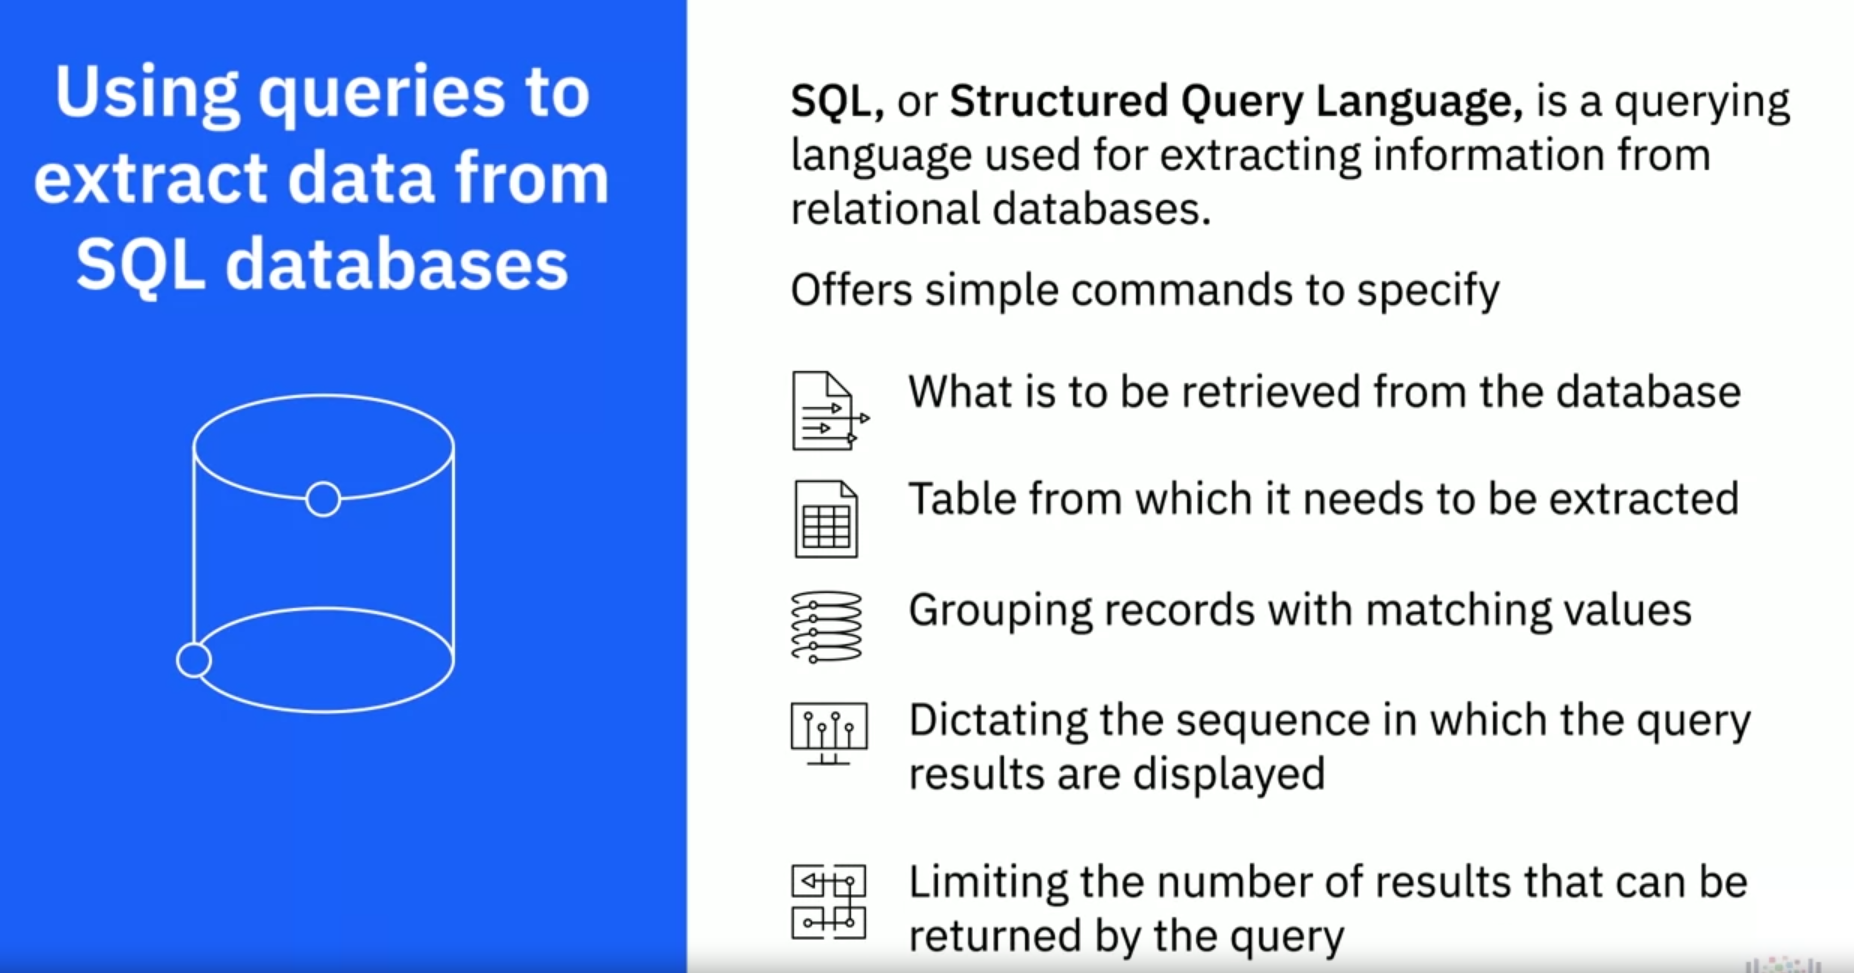 Using queries to
extract data from
SQL databases
SQL, or Structured Query Language, is a querying
language used for extracting information from
relational databases.
Offers simple commands to specify
What is to be retrieved from the database
Table from which it needs to be extracted
Grouping records with matching values
Dictating the sequence in which the query
results are displayed
Limiting the number of results that can be
returned by the query